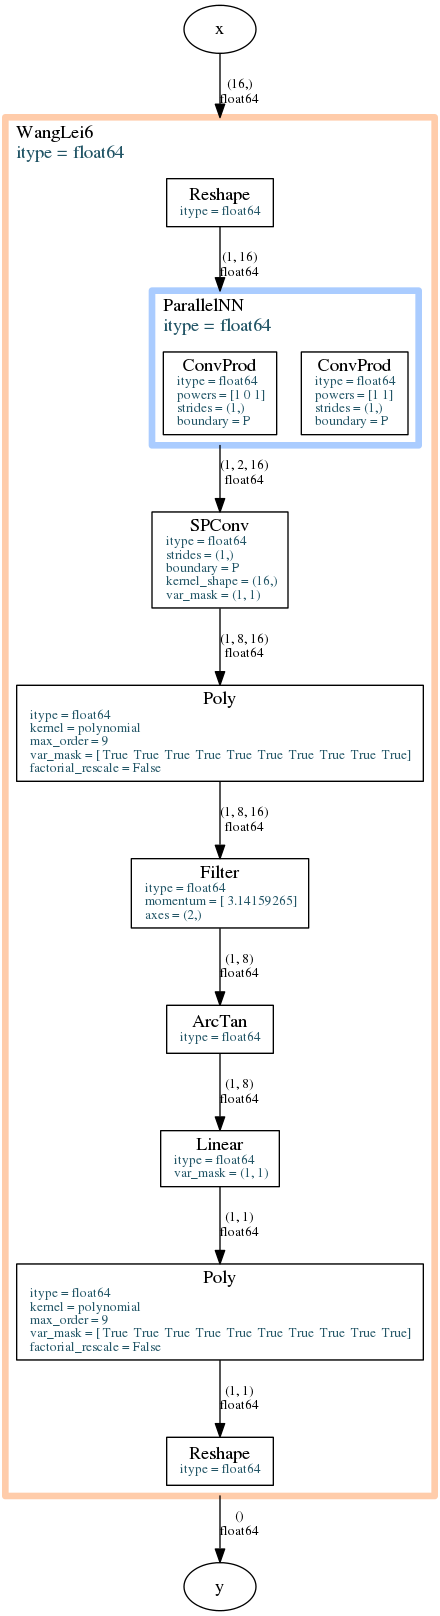 x
(16,)
float64
WangLei6
itype = float64
Reshape
itype = float64
(1, 16)
float64
ParallelNN
itype = float64
ConvProd
itype = float64
powers = [1 0 1]
strides = (1,)
boundary = P
ConvProd
itype = float64
powers = [1 1]
strides = (1,)
boundary = P
(1, 2, 16)
float64
SPConv
itype = float64
strides = (1,)
boundary = P
kernel_shape = (16,)
var_mask = (1, 1)
(1, 8, 16)
float64
Poly
itype = float64
kernel = polynomial
max_order = 9
var_mask = [ True True True True True True True True True True]
factorial_rescale = False
(1, 8, 16)
float64
Filter
itype = float64
momentum = [ 3.14159265]
axes = (2,)
(1, 8)
float64
ArcTan
itype = float64
(1, 8)
float64
Linear
itype = float64
var_mask = (1, 1)
(1, 1)
float64
Poly
itype = float64
kernel = polynomial
max_order = 9
var_mask = [ True True True True True True True True True True]
factorial_rescale = False
(1, 1)
float64
Reshape
itype = float64
()
float64
y